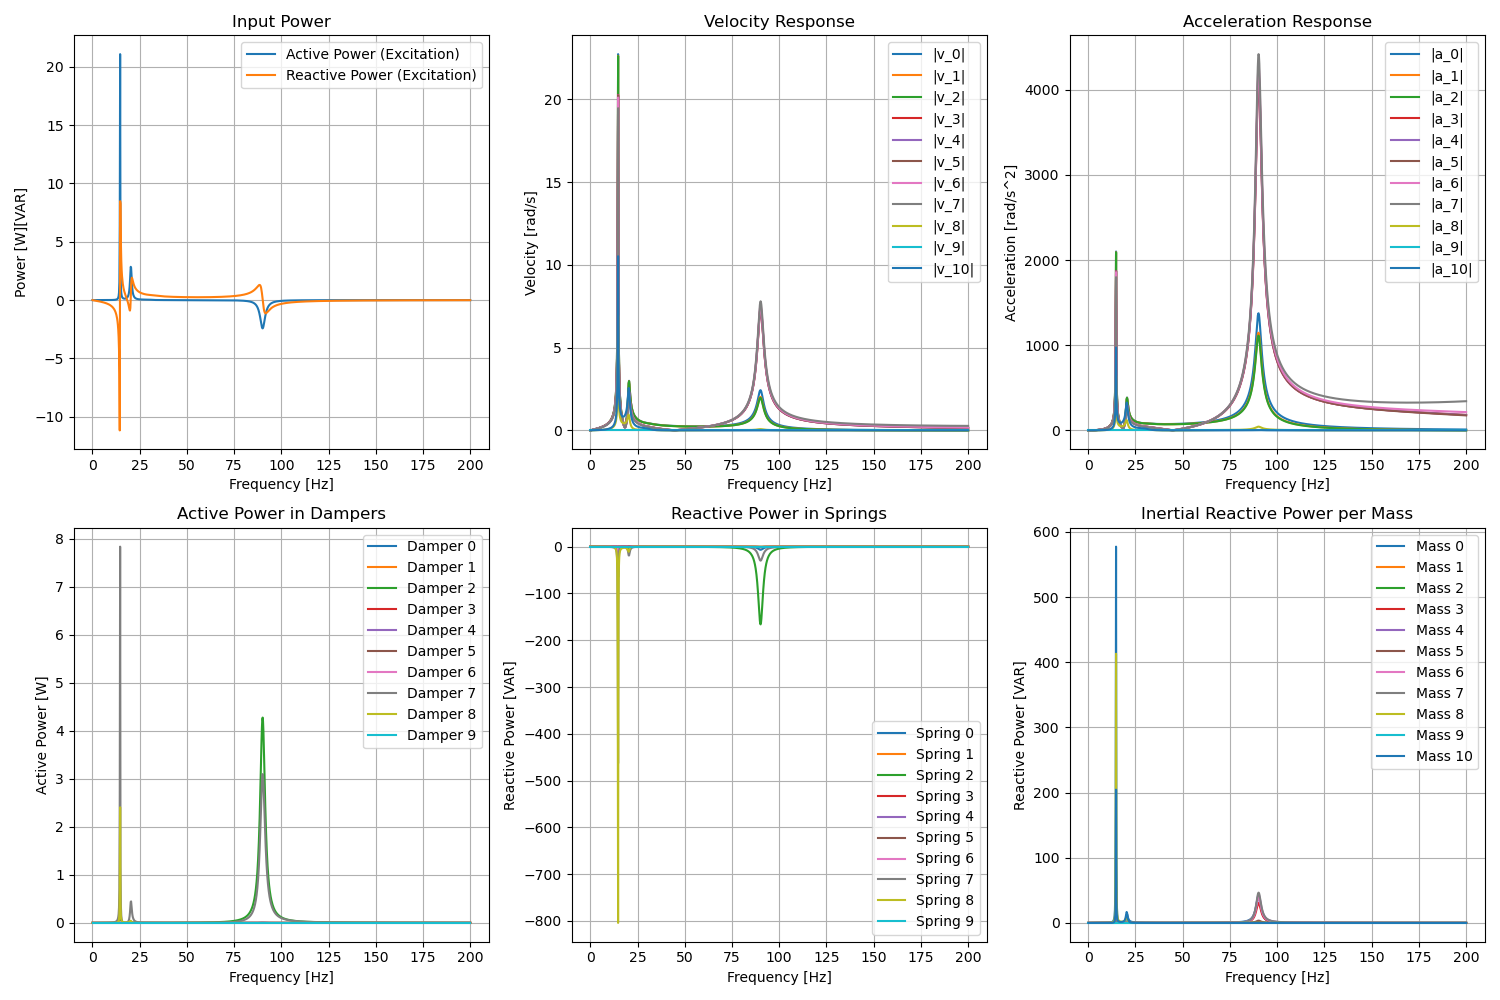 Input Power
Power [W][VAR]
20
15
10
5
0
−5
−10
Active Power (Excitation)
Reactive Power (Excitation)
0 25 50 75 100 125 150 175 200
Frequency [Hz]
Velocity Response
Velocity [rad/s]
20
15
10
5
0
|v_0|
|v_1|
|v_2|
|v_3|
|v_4|
|v_5|
|v_6|
|v_7|
|v_8|
|v_9|
|v_10|
0 25 50 75 100 125 150 175 200
Frequency [Hz]
Acceleration Response
Acceleration [rad/s^2]
4000
3000
2000
1000
0
|a_0|
|a_1|
|a_2|
|a_3|
|a_4|
|a_5|
|a_6|
|a_7|
|a_8|
|a_9|
|a_10|
0 25 50 75 100 125 150 175 200
Frequency [Hz]
Active Power in Dampers
Active Power [W]
8
7
6
5
4
3
2
1
0
Damper 0
Damper 1
Damper 2
Damper 3
Damper 4
Damper 5
Damper 6
Damper 7
Damper 8
Damper 9
0 25 50 75 100 125 150 175 200
Frequency [Hz]
Reactive Power in Springs
Reactive Power [VAR]
0
−100
−200
−300
−400
−500
−600
−700
−800
Spring 0
Spring 1
Spring 2
Spring 3
Spring 4
Spring 5
Spring 6
Spring 7
Spring 8
Spring 9
0 25 50 75 100 125 150 175 200
Frequency [Hz]
Inertial Reactive Power per Mass
Reactive Power [VAR]
600
500
400
300
200
100
0
Mass 0
Mass 1
Mass 2
Mass 3
Mass 4
Mass 5
Mass 6
Mass 7
Mass 8
Mass 9
Mass 10
0 25 50 75 100 125 150 175 200
Frequency [Hz]